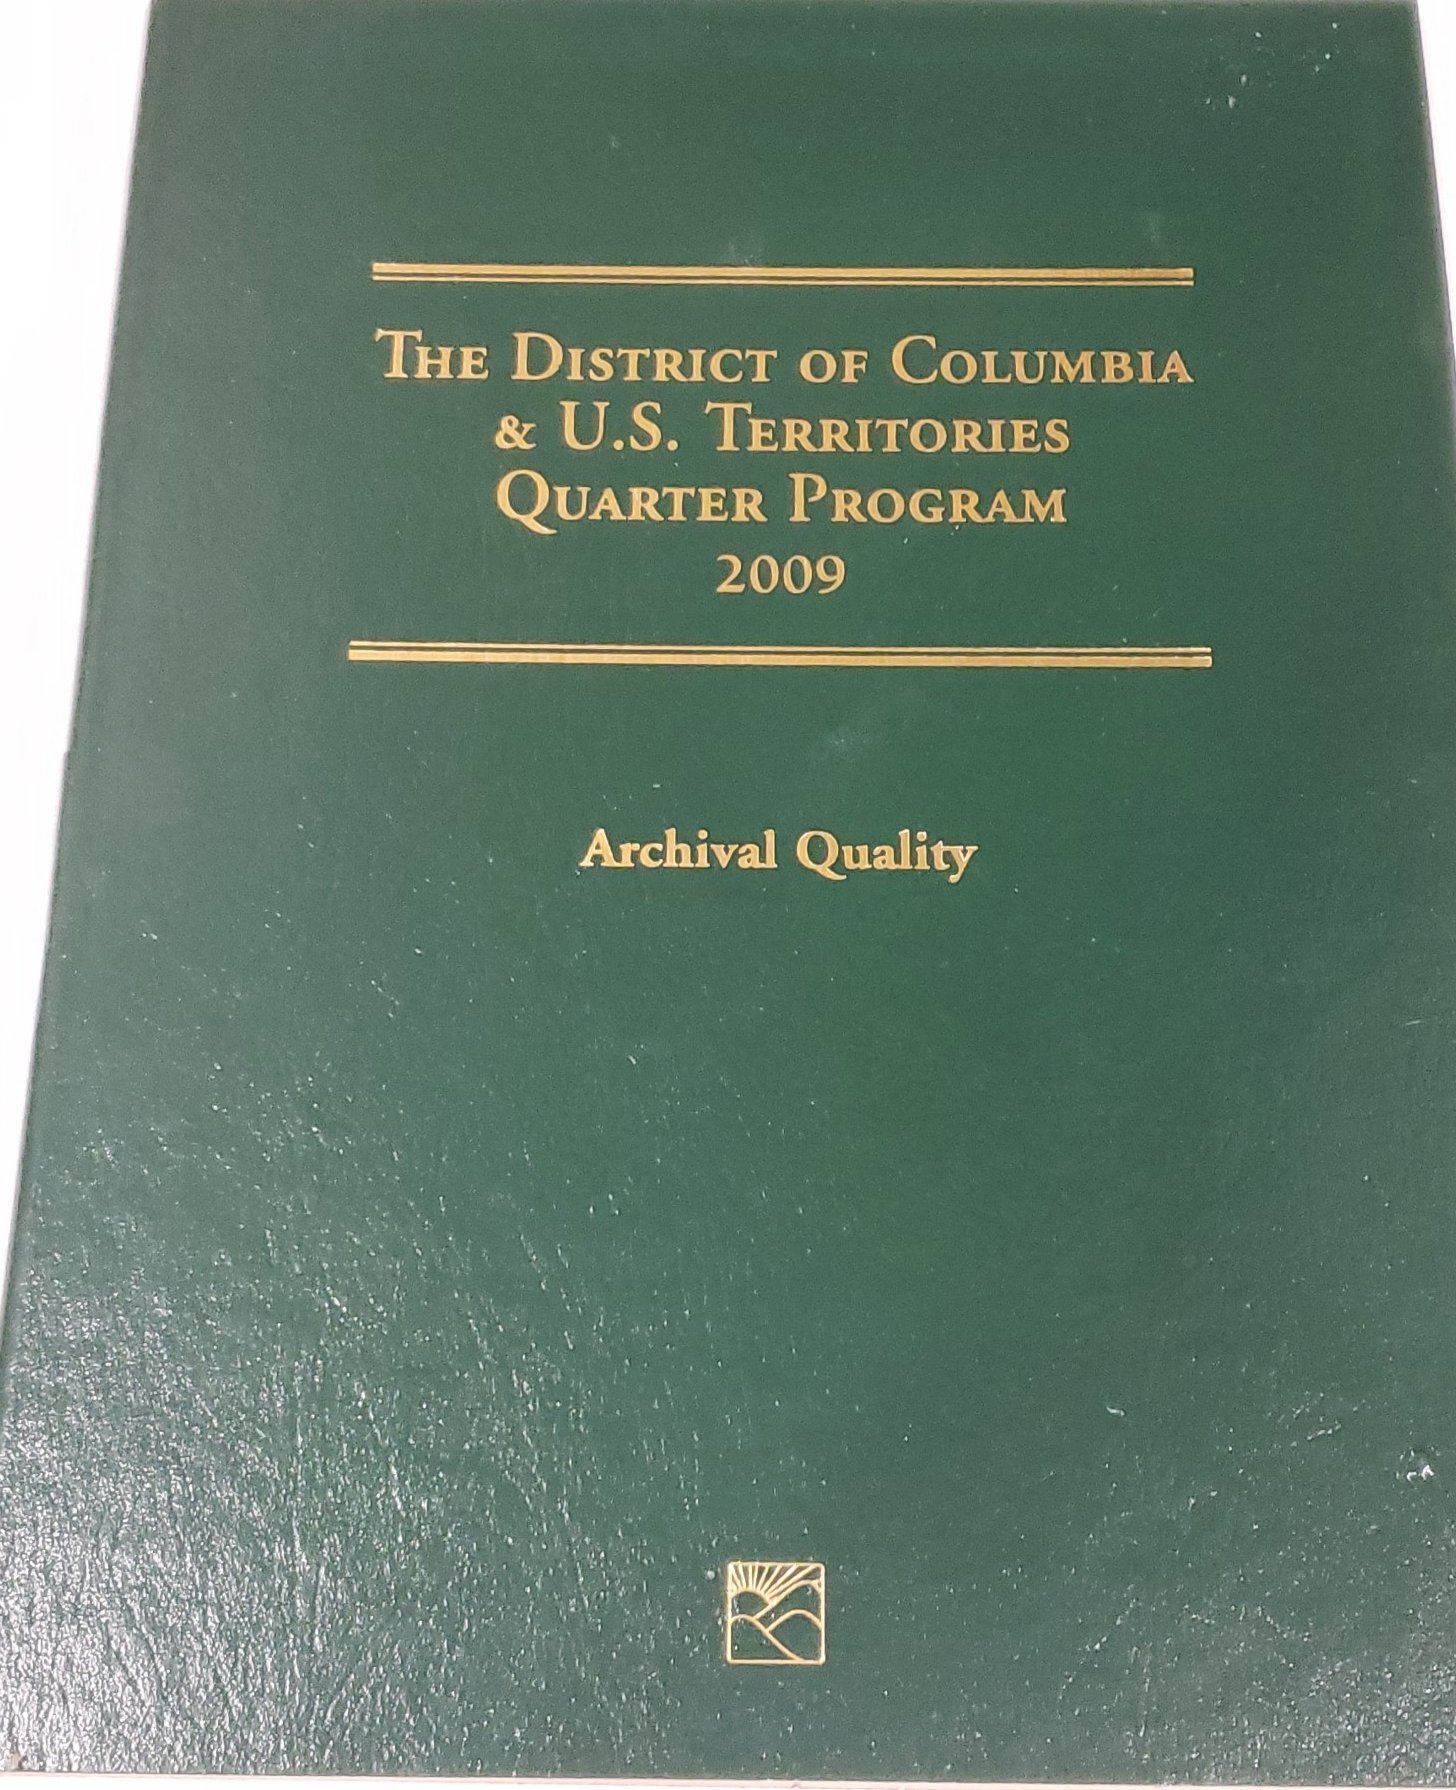 The District of Columbia
& U.S. Territories
Quarter Program
2009
Archival Quality